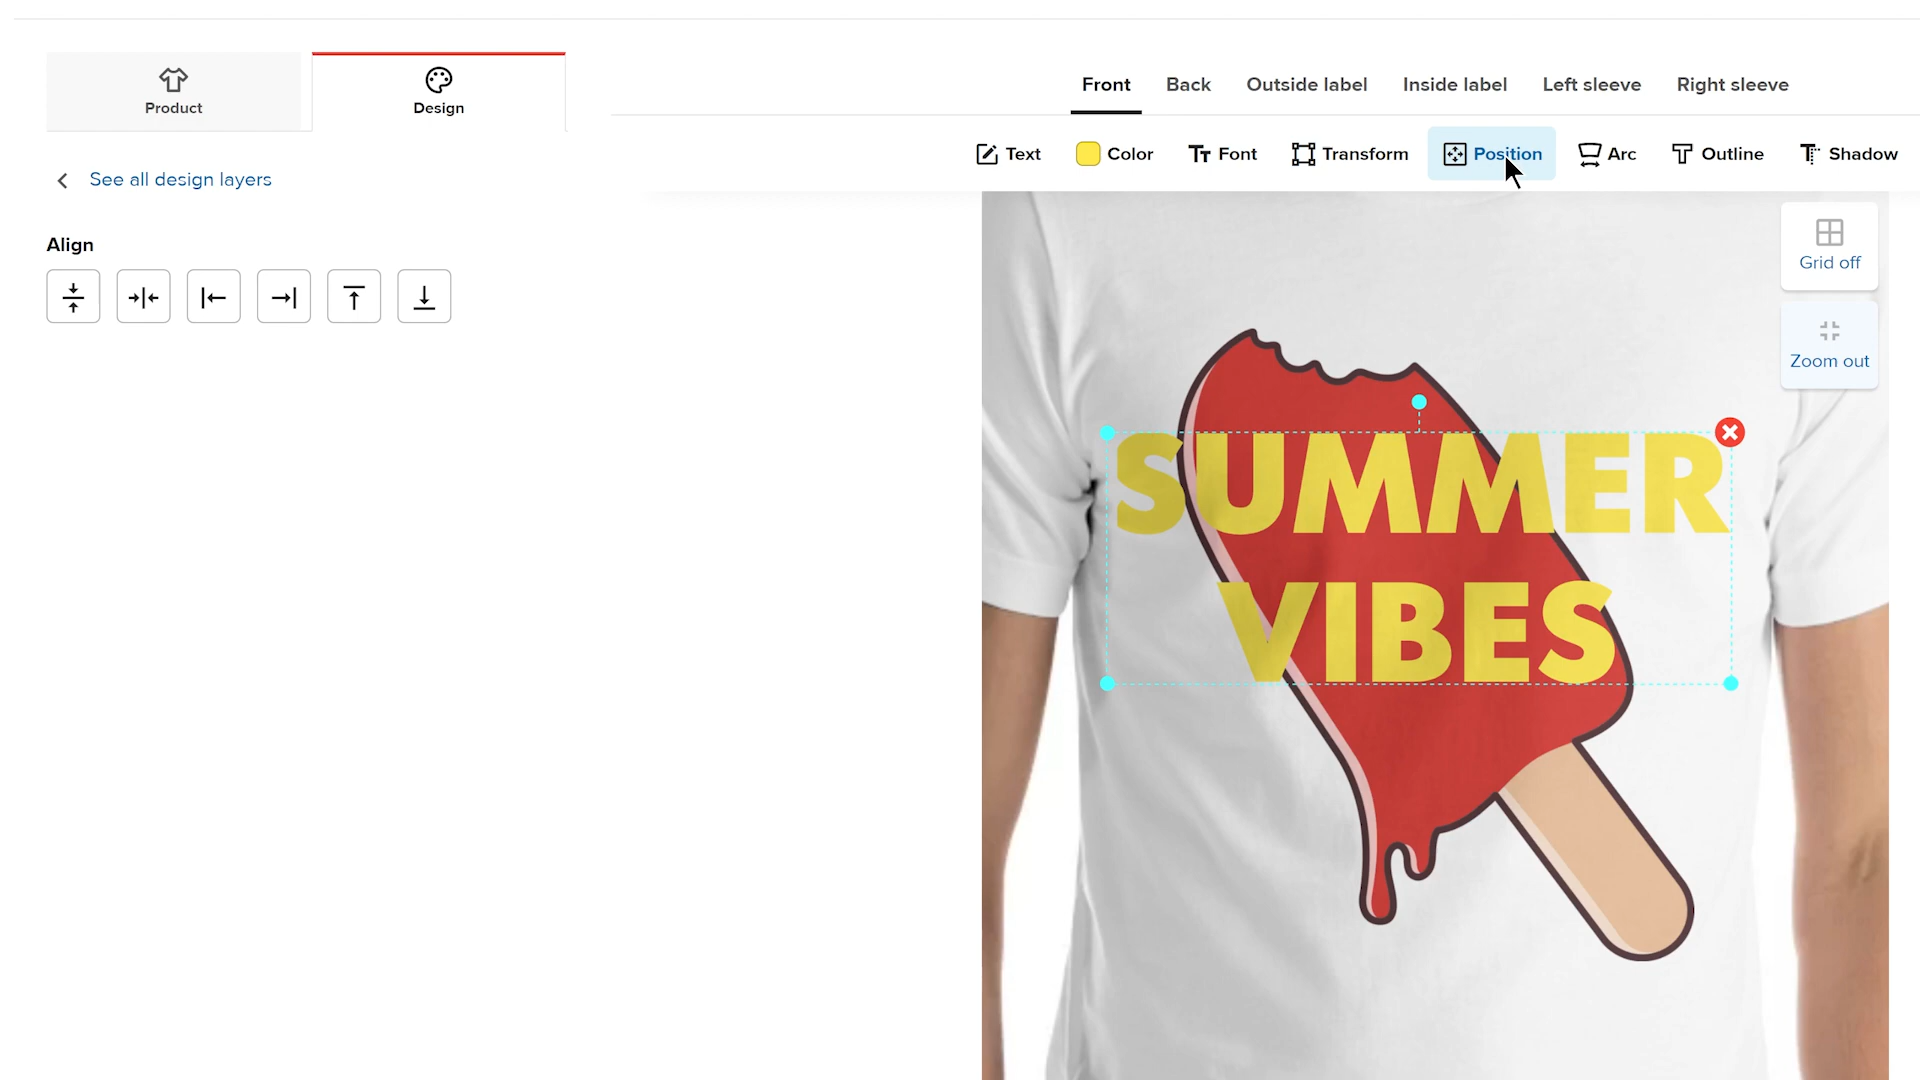 Product
Design
Front
Back
Outside label
Inside label
Left sleeve
Right sleeve
Text
Color
Font
Transform
Position
Arc
Outline
Shadow
See all design layers
Align
Grid off
Zoom out
SUMMER
VIBES